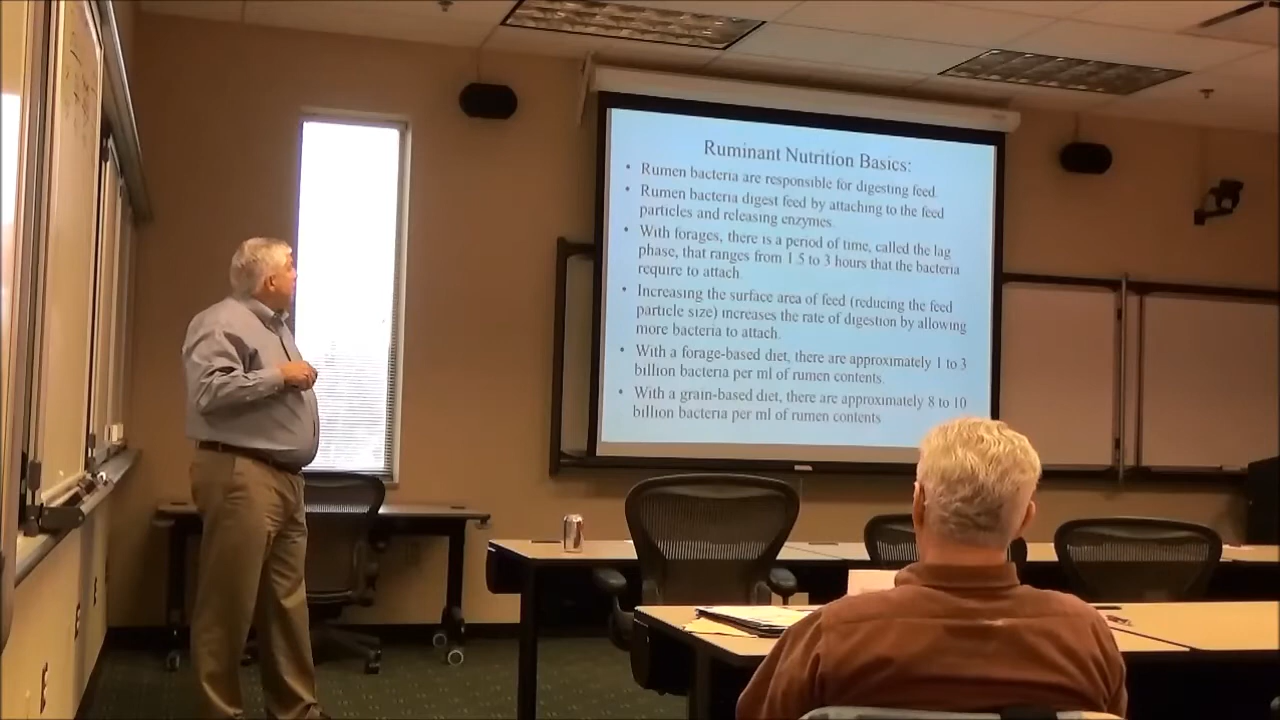 Ruminant Nutrition Basics:
• Rumen bacteria are responsible for digesting feed.
• Rumen bacteria digest feed by attaching to the feed
particles and releasing enzymes.
• With forages, there is a period of time, called the lag
phase, that ranges from 1.5 to 3 hours that the bacteria
require to attach.
• Increasing the surface area of feed (reducing the feed
particle size) increases the rate of digestion by allowing
more bacteria to attach.
• With a forage-based diet, there are approximately 1 to 3
billion bacteria per ml of rumen contents.
• With a grain-based diet, there are approximately 8 to 10
billion bacteria per ml of rumen contents